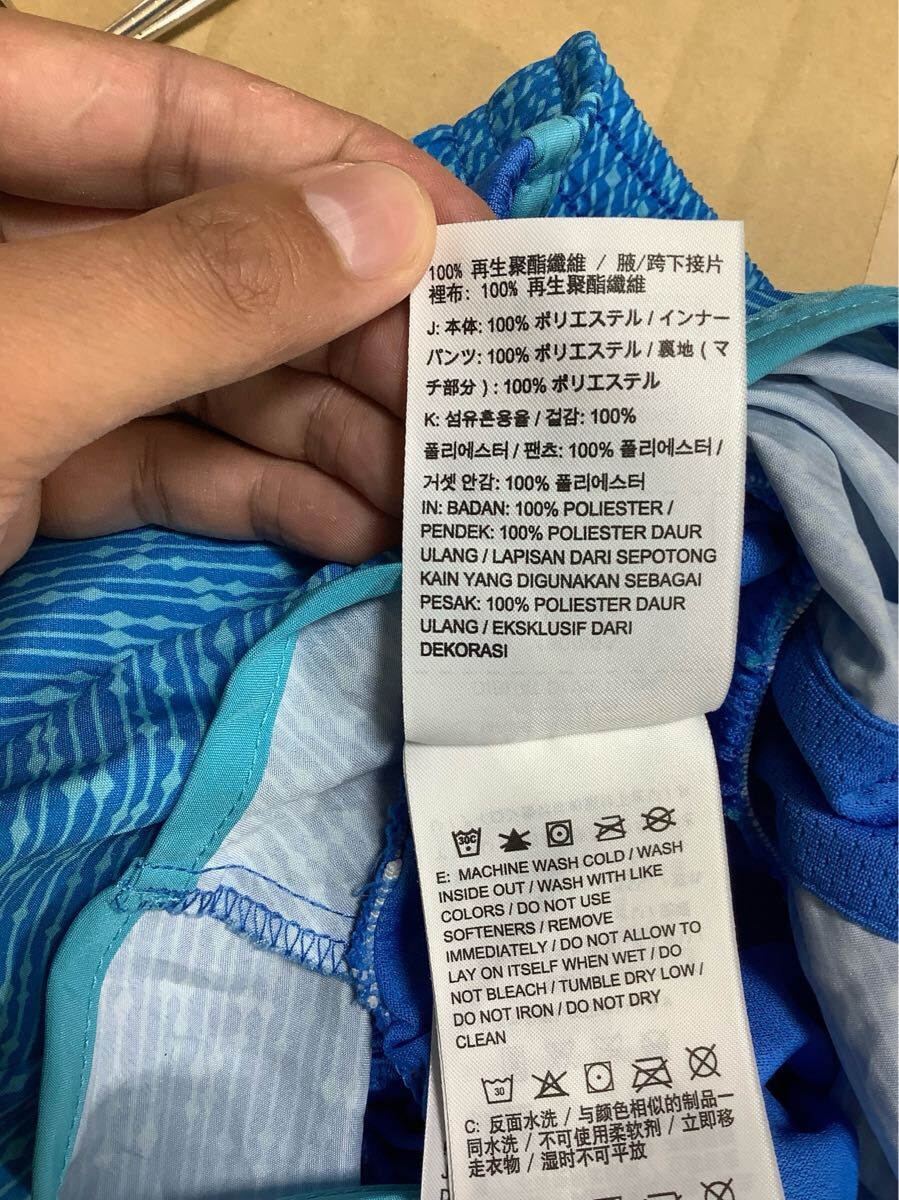 100% 再生聚酯纖維 / 腋/跨下接片
裡布: 100% 再生聚酯纖維
J: 本体: 100% ポリエステル / インナー
パンツ: 100% ポリエステル / 裏地 ( マ
チ部分 ) : 100% ポリエステル
K: 섬유혼용율 / 겉감: 100%
폴리에스터 / 팬츠: 100% 폴리에스터 /
거셋 안감: 100% 폴리에스터
IN: BADAN: 100% POLIESTER /
PENDEK: 100% POLIESTER DAUR
ULANG / LAPISAN DARI SEPOTONG
KAIN YANG DIGUNAKAN SEBAGAI
PESAK: 100% POLIESTER DAUR
ULANG / EKSKLUSIF DARI
DEKORASI
30C
E: MACHINE WASH COLD / WASH
INSIDE OUT / WASH WITH LIKE
COLORS / DO NOT USE
SOFTENERS / REMOVE
IMMEDIATELY / DO NOT ALLOW TO
LAY ON ITSELF WHEN WET / DO
NOT BLEACH / TUMBLE DRY LOW /
DO NOT IRON / DO NOT DRY
CLEAN
30
C: 反面水洗 / 与颜色相似的制品一
同水洗 / 不可使用柔软剂 / 立即移
走衣物 / 湿时不可平放